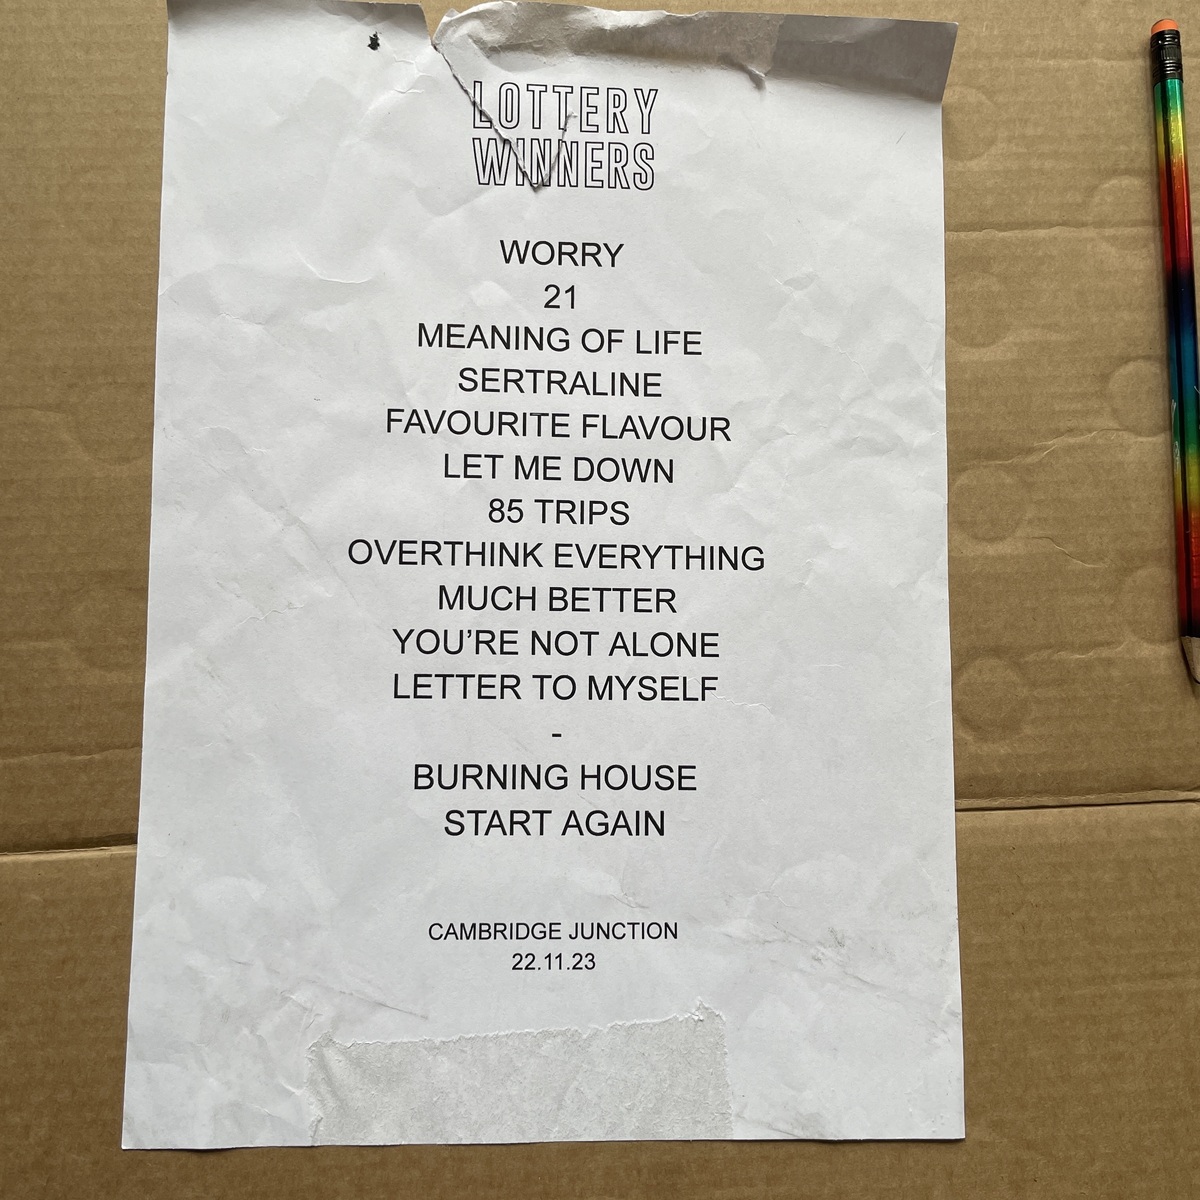 LOTTERY
WINNERS
WORRY
21
MEANING OF LIFE
SERTRALINE
FAVOURITE FLAVOUR
LET ME DOWN
85 TRIPS
OVERTHINK EVERYTHING
MUCH BETTER
YOU’RE NOT ALONE
LETTER TO MYSELF
-
BURNING HOUSE
START AGAIN
CAMBRIDGE JUNCTION
22.11.23